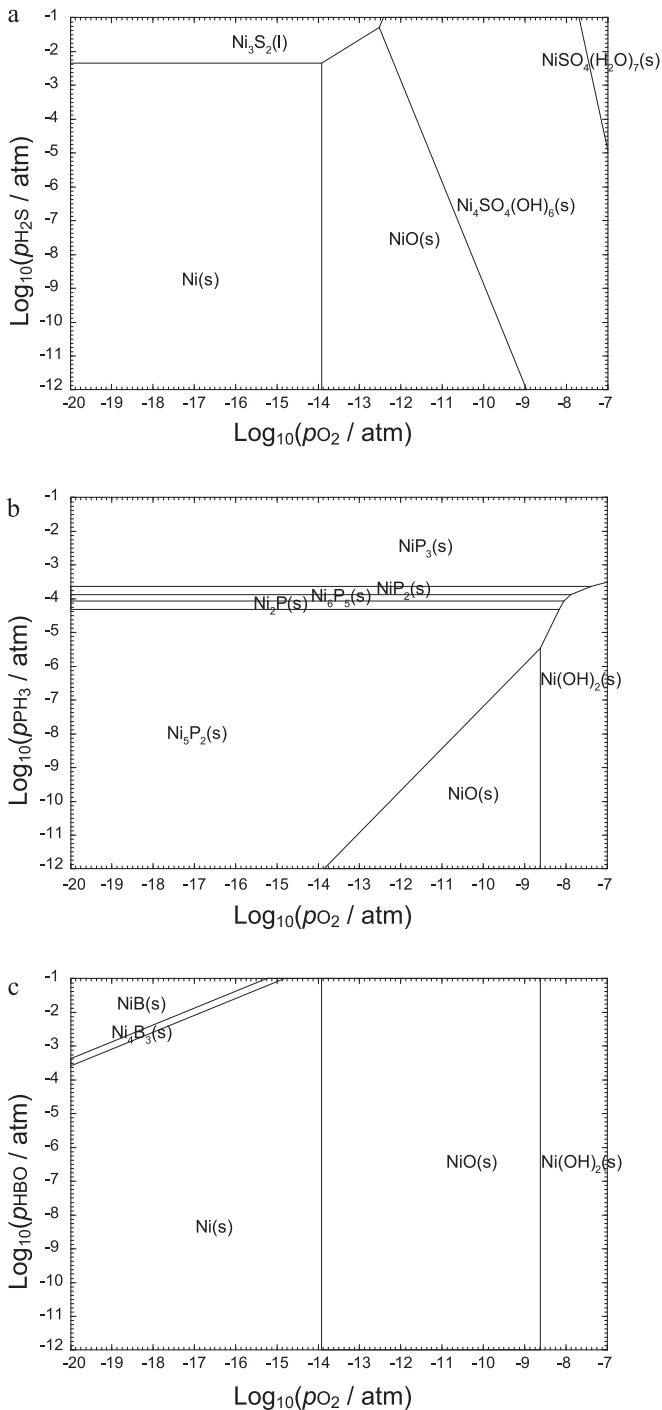 a
-1
-2
-3
-4
-5
-6
-7
-8
-9
-10
-11
-12
Log₁₀(pH₂S / atm)
Ni₃S₂(l)
NiSO₄(H₂O)₇(s)
Ni₄SO₄(OH)₆(s)
NiO(s)
Ni(s)
-20 -19 -18 -17 -16 -15 -14 -13 -12 -11 -10 -9 -8 -7
Log₁₀(pO₂ / atm)
b
-1
-2
-3
-4
-5
-6
-7
-8
-9
-10
-11
-12
Log₁₀(pPH₃ / atm)
NiP₃(s)
NiP₂(s)
Ni₆P₅(s)
Ni₂P(s)
Ni(OH)₂(s)
Ni₅P₂(s)
NiO(s)
-20 -19 -18 -17 -16 -15 -14 -13 -12 -11 -10 -9 -8 -7
Log₁₀(pO₂ / atm)
c
-1
-2
-3
-4
-5
-6
-7
-8
-9
-10
-11
-12
Log₁₀(pHBO / atm)
NiB(s)
Ni₄B₃(s)
NiO(s)
Ni(OH)₂(s)
Ni(s)
-20 -19 -18 -17 -16 -15 -14 -13 -12 -11 -10 -9 -8 -7
Log₁₀(pO₂ / atm)